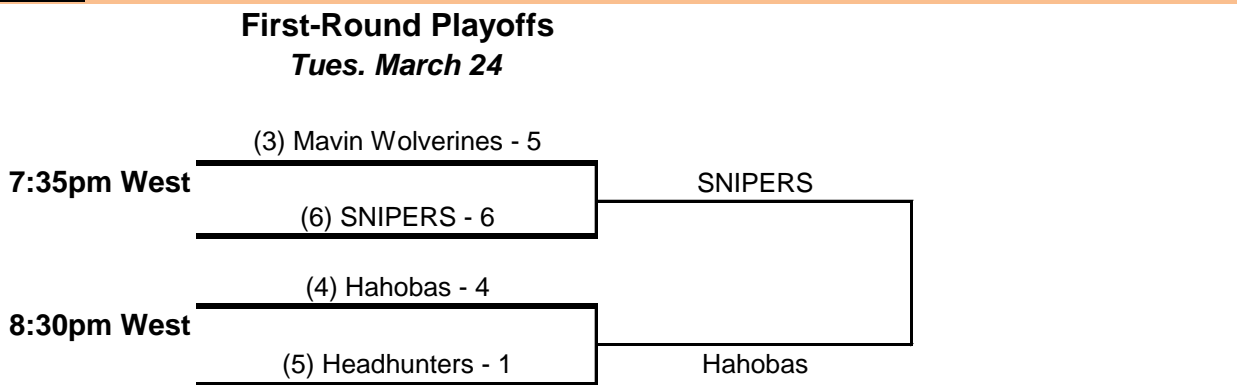 First-Round Playoffs
Tues. March 24
(3) Mavin Wolverines - 5
7:35pm West
SNIPERS
(6) SNIPERS - 6
(4) Hahobas - 4
8:30pm West
(5) Headhunters - 1
Hahobas